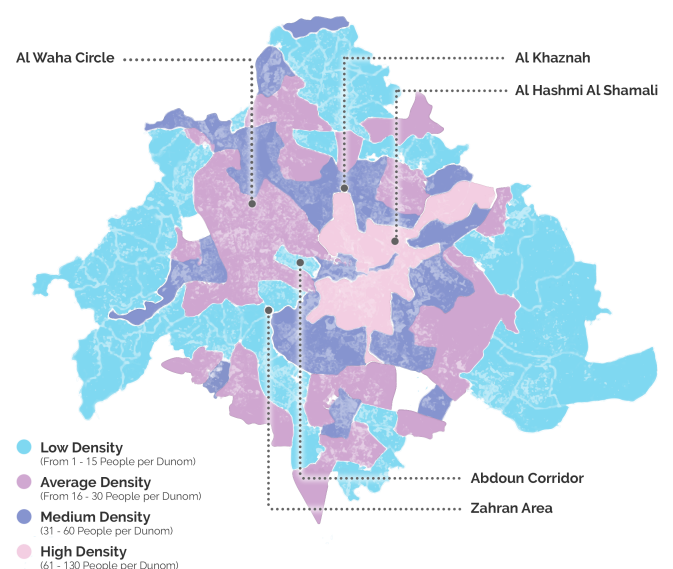 Al Waha Circle
Al Khaznah
Al Hashmi Al Shamali
Low Density
(From 1 - 15 People per Dunom)
Average Density
(From 16 - 30 People per Dunom)
Medium Density
(31 - 60 People per Dunom)
High Density
(61 - 130 People per Dunom)
Abdoun Corridor
Zahran Area